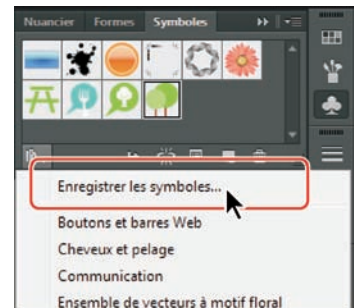 Nuancier Formes Symboles
Enregistrer les symboles...
Boutons et barres Web
Cheveux et pelage
Communication
Ensemble de vecteurs à motif floral